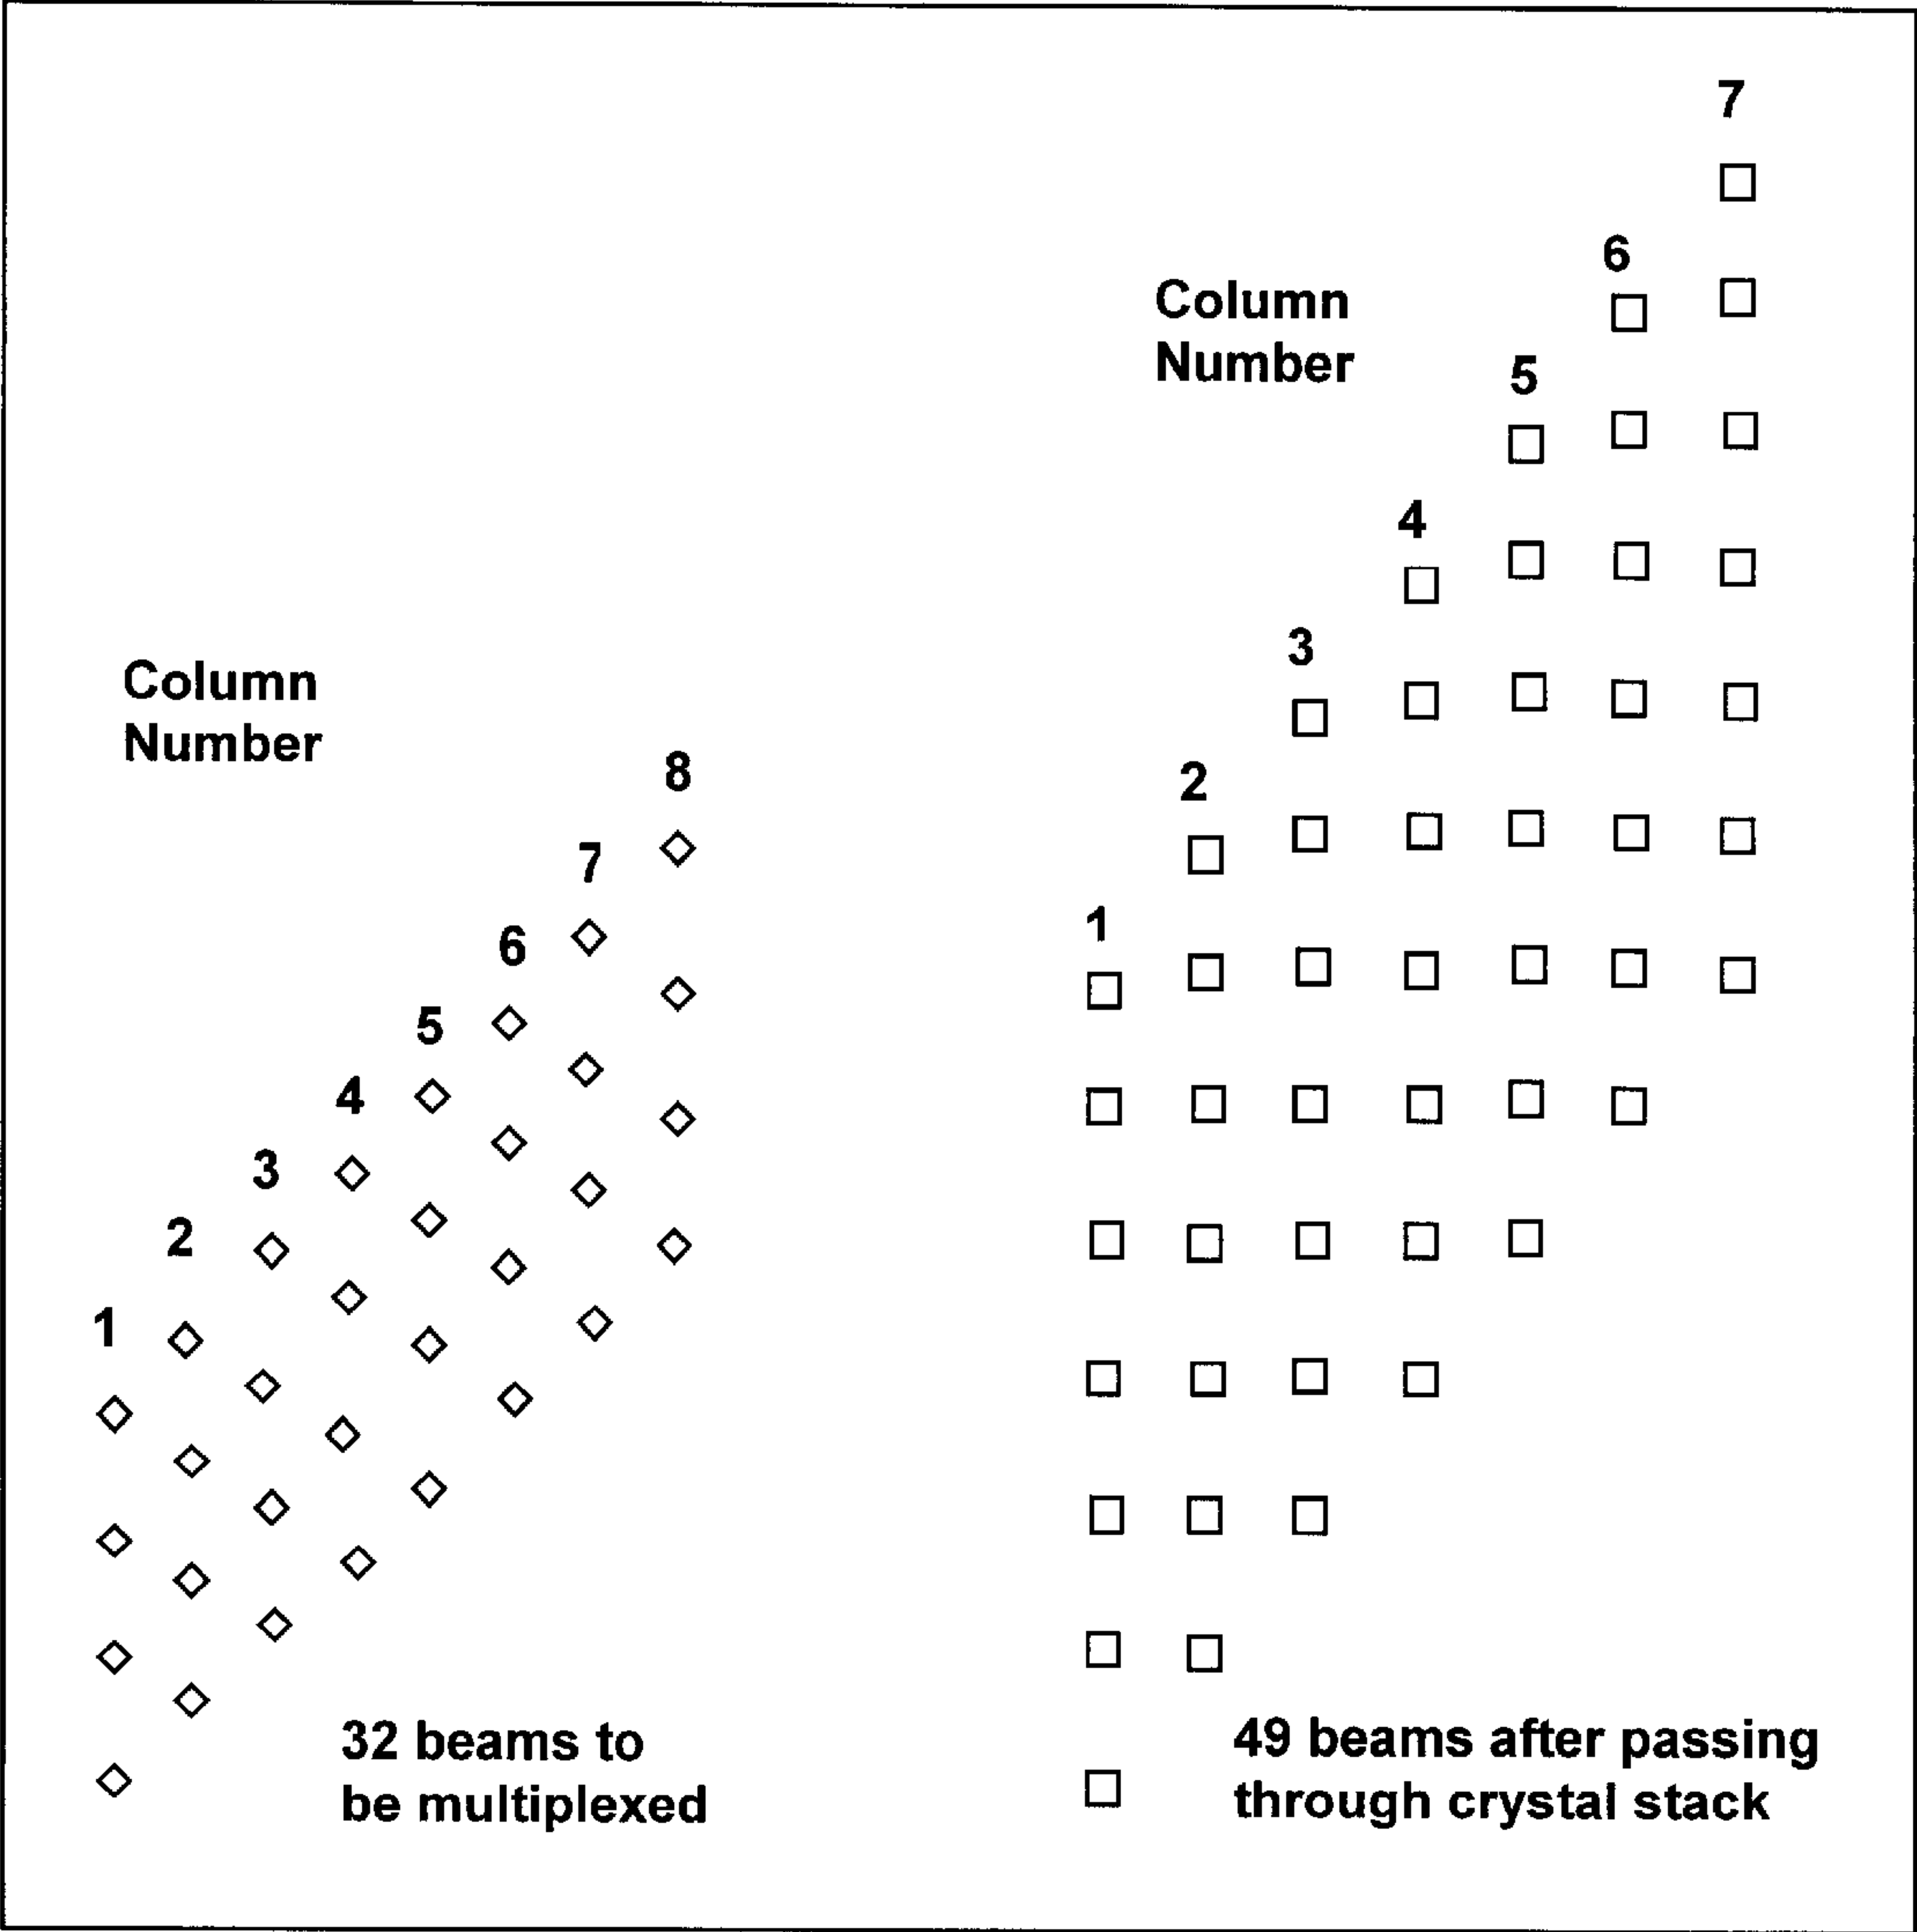 Column
Number
1
2
3
4
5
6
7
8
32 beams to
be multiplexed
Column
Number
1
2
3
4
5
6
7
49 beams after passing
through crystal stack